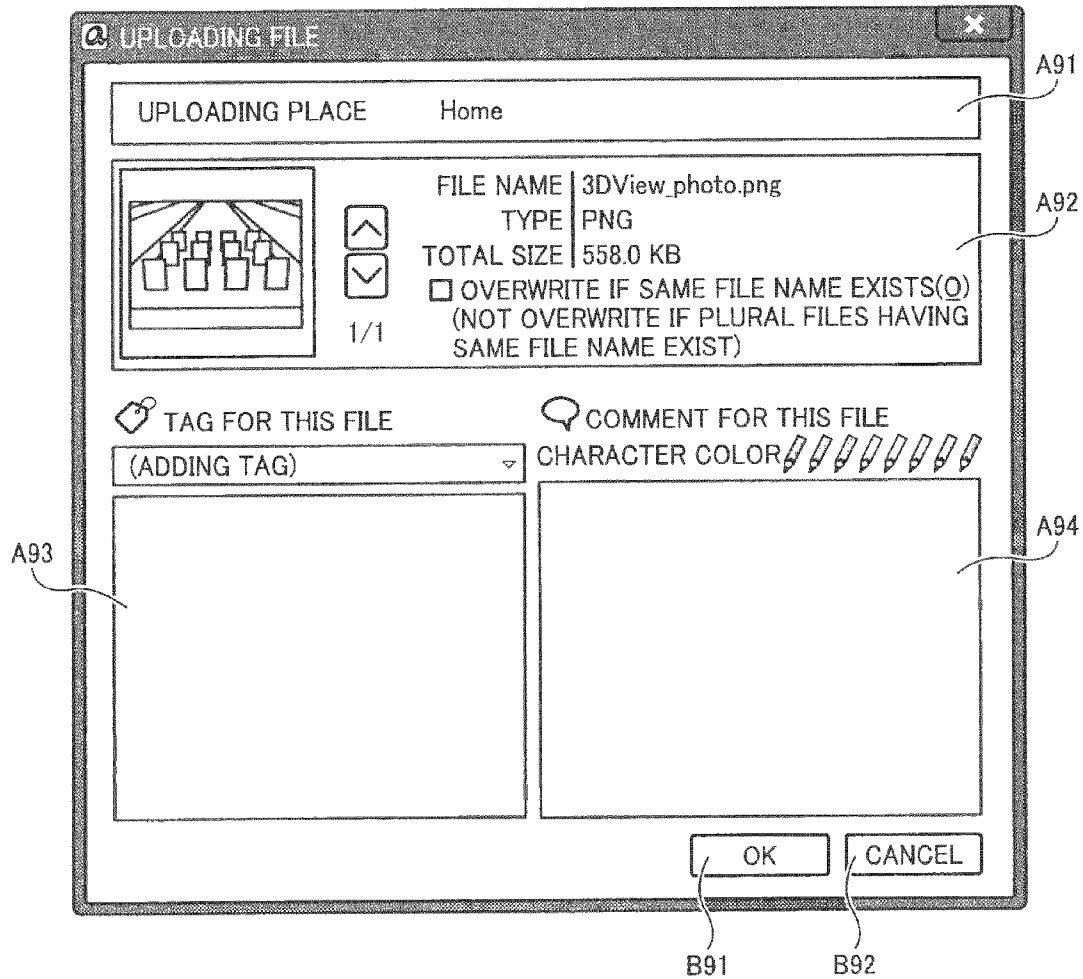 a UPLOADING FILE
A91
UPLOADING PLACE Home
A92
FILE NAME 3DView_photo.png
TYPE PNG
TOTAL SIZE 558.0 KB
OVERWRITE IF SAME FILE NAME EXISTS(O)
(NOT OVERWRITE IF PLURAL FILES HAVING
SAME FILE NAME EXIST)
1/1
TAG FOR THIS FILE
COMMENT FOR THIS FILE
(ADDING TAG)
CHARACTER COLOR
A93
A94
OK
CANCEL
B91
B92